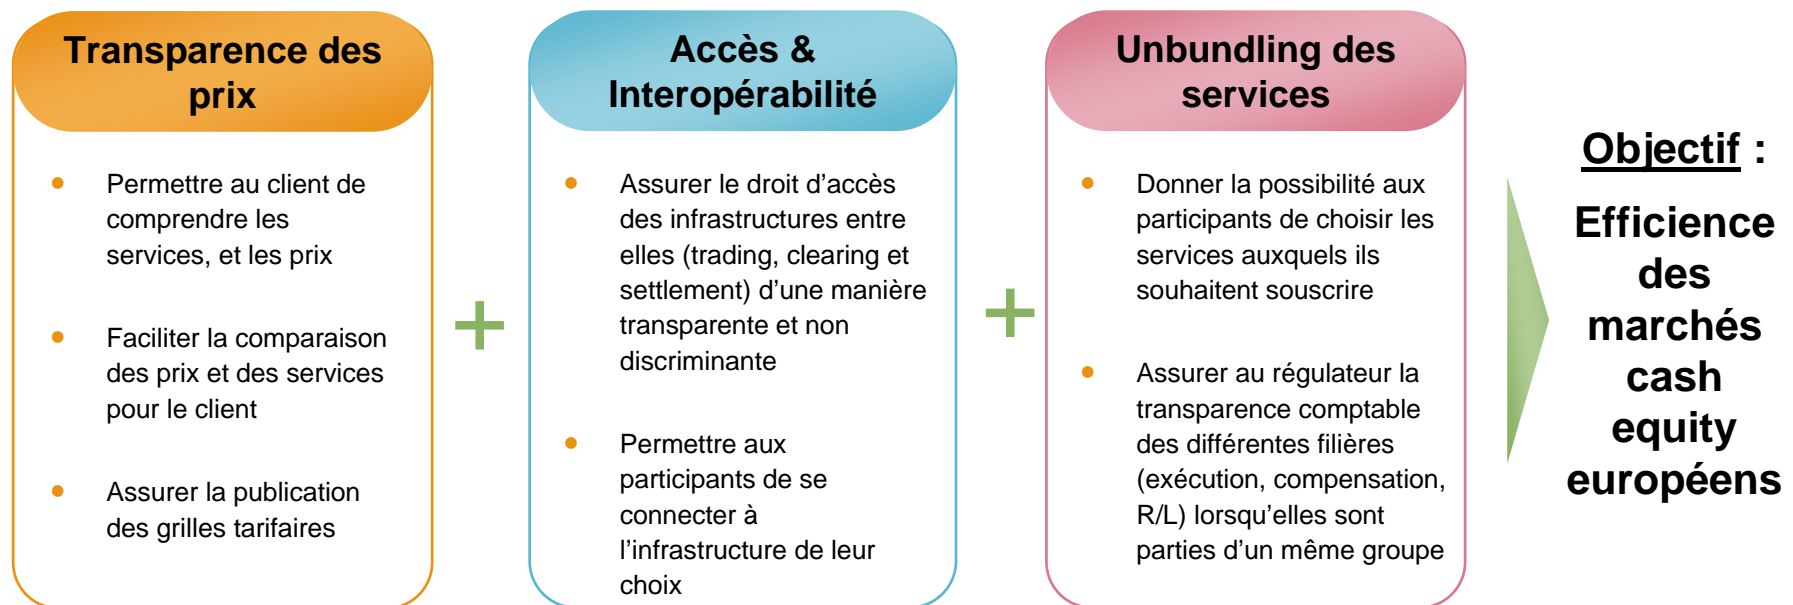 Transparence des
prix
• Permettre au client de
comprendre les
services, et les prix
• Faciliter la comparaison
des prix et des services
pour le client
• Assurer la publication
des grilles tarifaires
+
Accès &
Interopérabilité
• Assurer le droit d’accès
des infrastructures entre
elles (trading, clearing et
settlement) d’une manière
transparente et non
discriminante
• Permettre aux
participants de se
connecter à
l’infrastructure de leur
choix
+
Unbundling des
services
• Donner la possibilité aux
participants de choisir les
services auxquels ils
souhaitent souscrire
• Assurer au régulateur la
transparence comptable
des différentes filières
(exécution, compensation,
R/L) lorsqu’elles sont
parties d’un même groupe
Objectif :
Efficience
des
marchés
cash
equity
européens